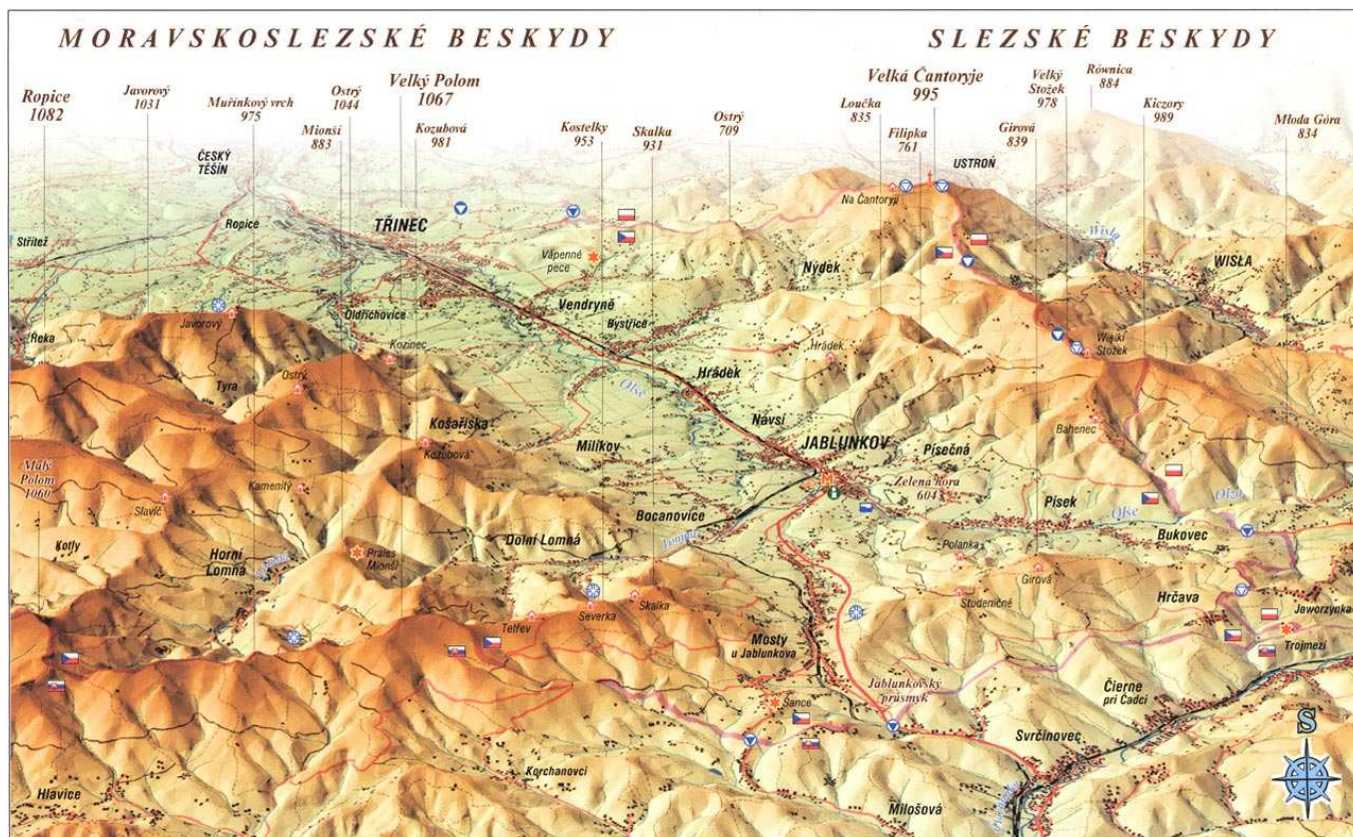 MORAVSKOSLEZSKÉ BESKYDY
SLEZSKÉ BESKYDY
Ropice
1082
Javorový
1031
Muřínkový vrch
975
Ostrý
1044
Mionší
883
Velký Polom
1067
Kozubová
981
Kostelky
953
Skalka
931
Ostrý
709
Loučka
835
Velká Čantoryje
995
Filipka
761
Girová
839
Velký
Stožek
978
Równica
884
Kiczory
989
Młoda Góra
834
ČESKÝ
TĚŠÍN
USTROŃ
Na Čantoryji
Ropice
TŘINEC
Střítež
Vápenné
pece
Nýdek
Wisła
WISŁA
Vendryně
Oldřichovice
Bystřice
Javorový
Řeka
Kozinec
Hrádek
Wielki
Stożek
Tyra
Ostrý
Olše
Hrádek
Košařiska
Kozubová
Milíkov
Návsí
JABLUNKOV
Písečná
Bahenec
Malý
Polom
1060
Slavíč
Kamenitý
Zelená hora
604
M
i
Bocanovice
Písek
Olše
Olza
Bukovec
Kotly
Horní
Lomná
Prales
Mionší
Dolní Lomná
Lomná
Polanka
Girová
Studeničné
Hrčava
Jaworzynka
Trojmezí
Tetřev
Severka
Skalka
Mosty
u Jablunkova
Jablunkovský
průsmyk
Šance
Čierne
pri Čadci
Svrčinovec
Korchanovci
Hlavice
Milošová
S